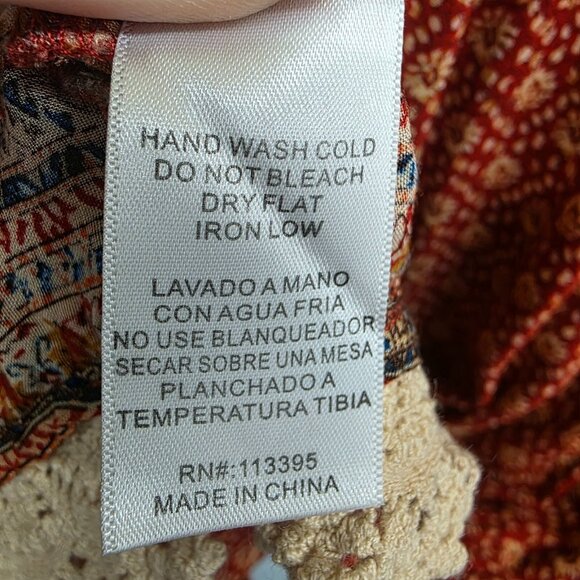 HAND WASH COLD
DO NOT BLEACH
DRY FLAT
IRON LOW
LAVADO A MANO
CON AGUA FRIA
NO USE BLANQUEADOR
SECAR SOBRE UNA MESA
PLANCHADO A
TEMPERATURA TIBIA
RN#:113395
MADE IN CHINA